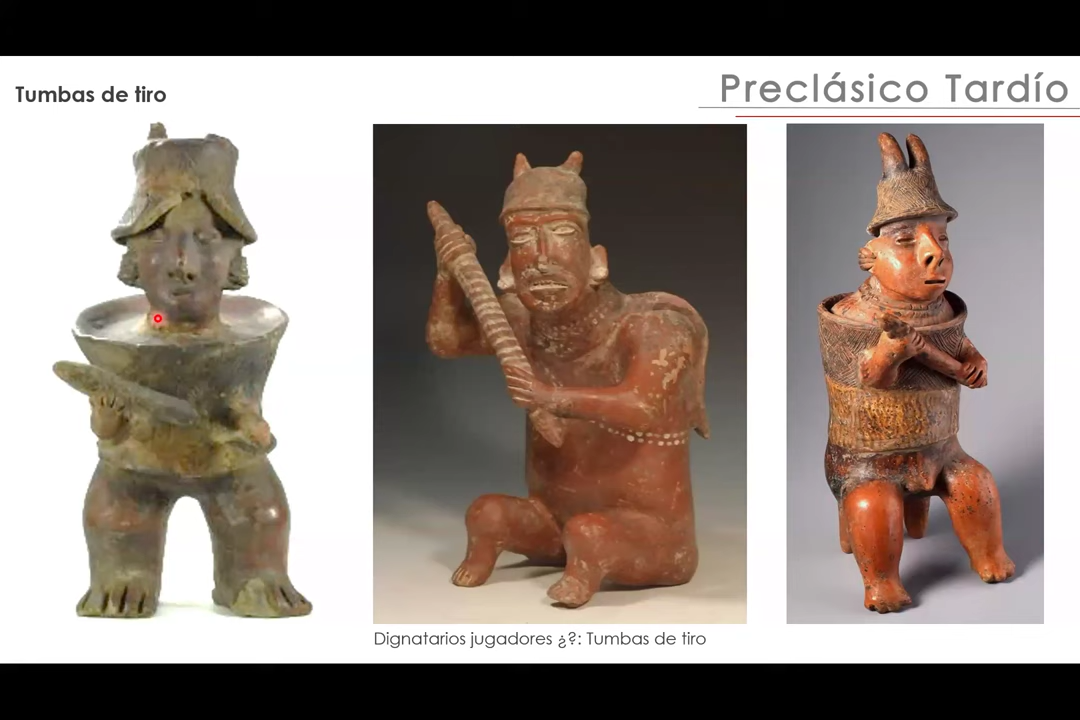 Tumbas de tiro
Preclásico Tardío
Dignatarios jugadores ¿?: Tumbas de tiro